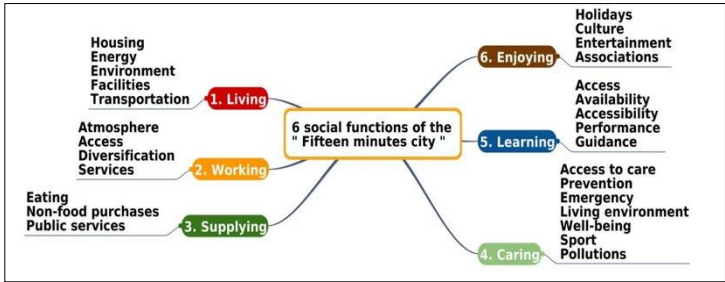 6 social functions of the
" Fifteen minutes city "
1. Living
Housing
Energy
Environment
Facilities
Transportation
2. Working
Atmosphere
Access
Diversification
Services
3. Supplying
Eating
Non-food purchases
Public services
4. Caring
Access to care
Prevention
Emergency
Living environment
Well-being
Sport
Pollutions
5. Learning
Access
Availability
Accessibility
Performance
Guidance
6. Enjoying
Holidays
Culture
Entertainment
Associations